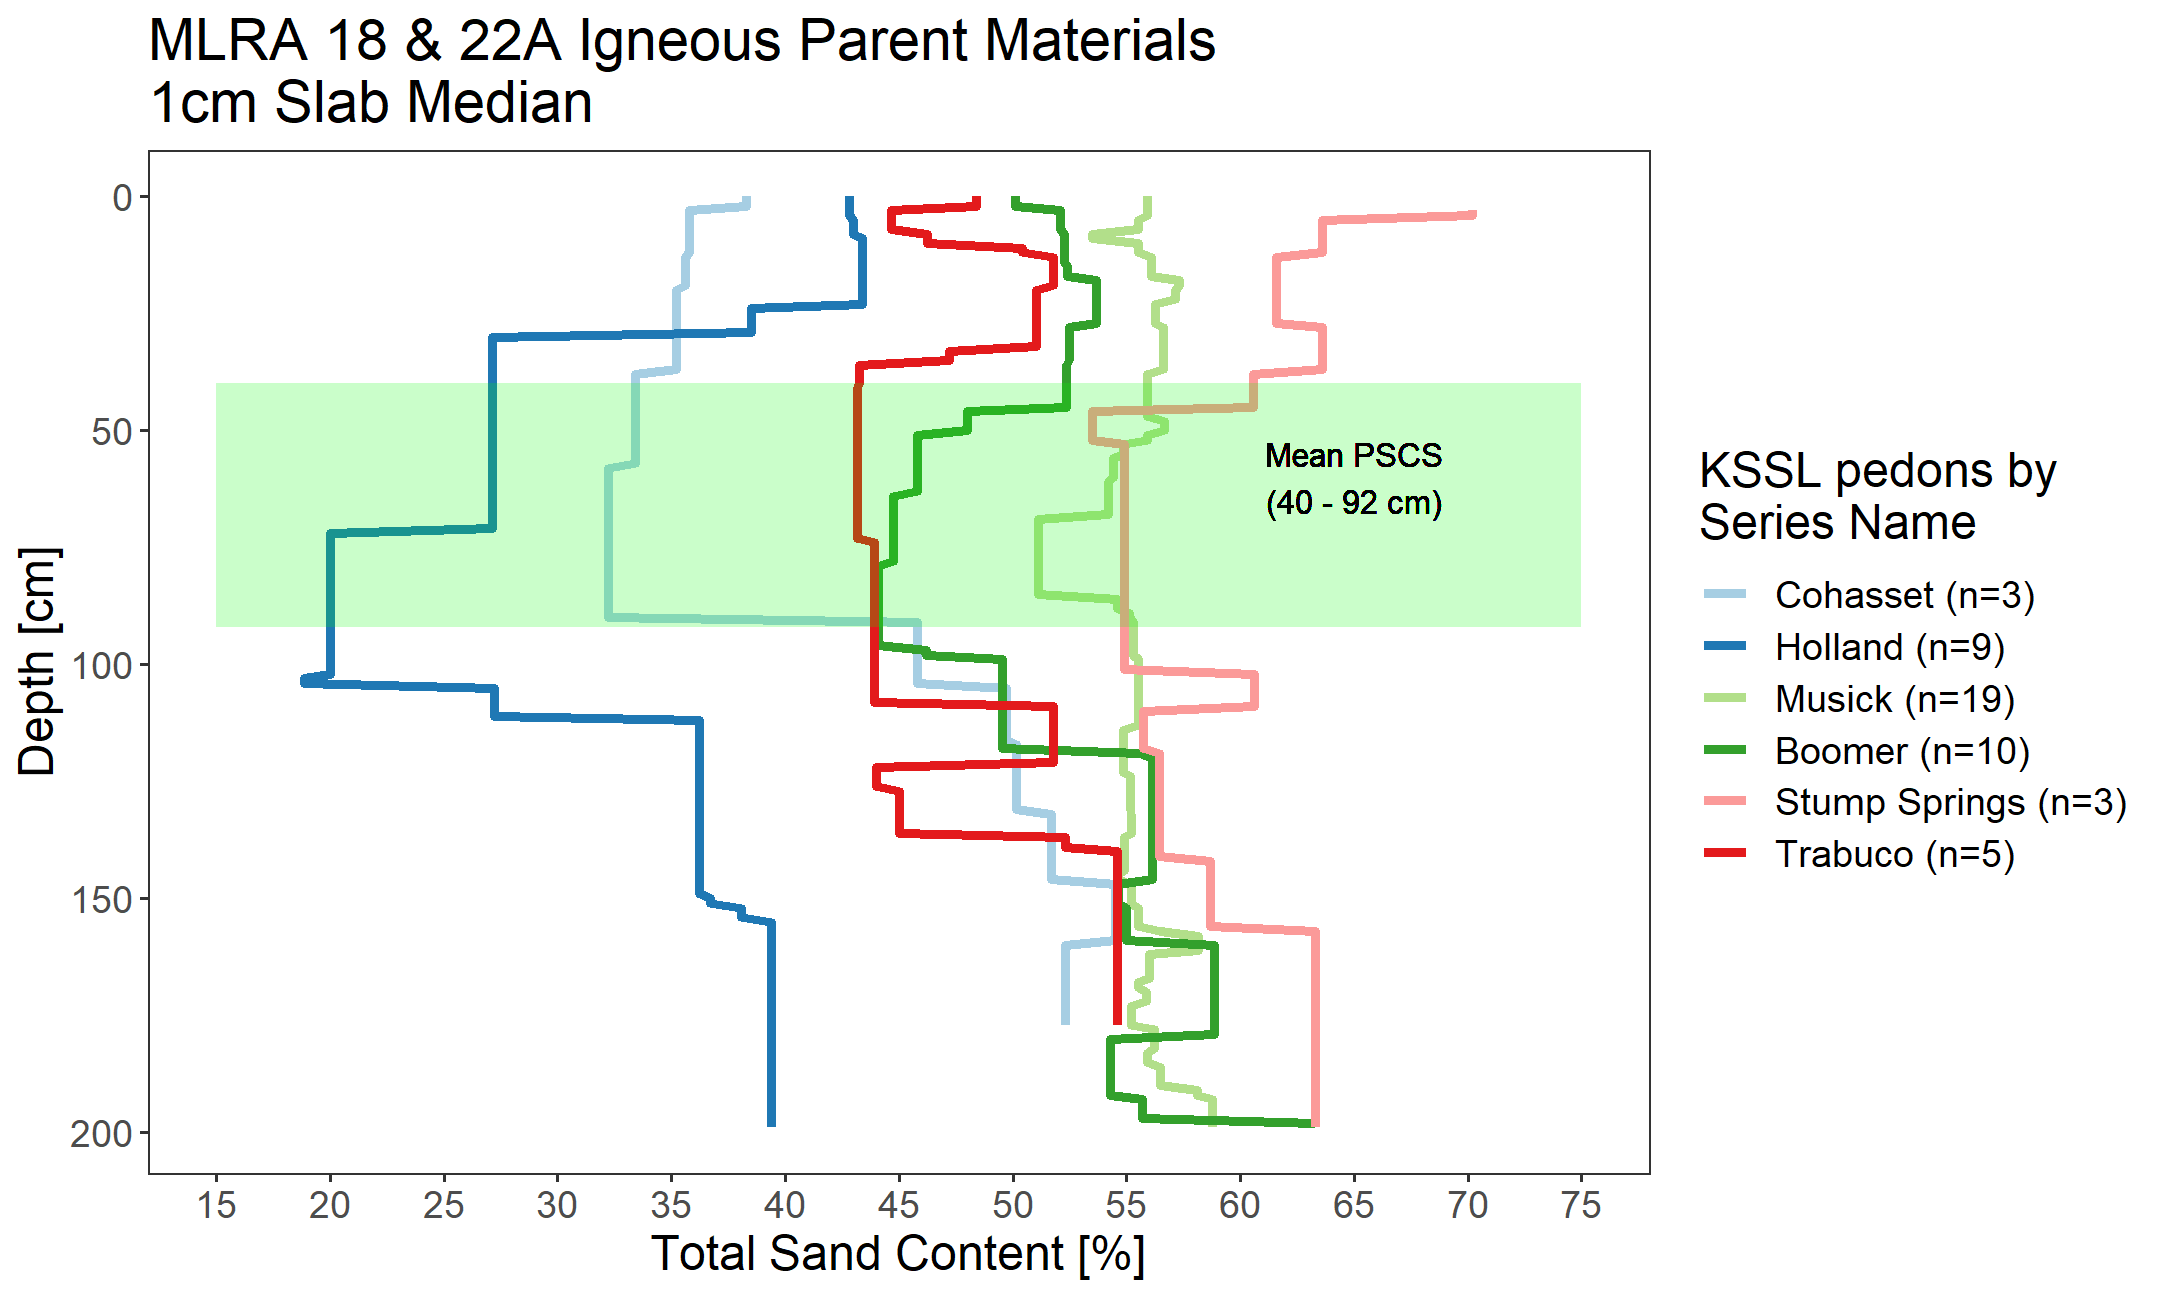 MLRA 18 & 22A Igneous Parent Materials
1cm Slab Median
0
50
100
150
200
Depth [cm]
Mean PSCS
(40 - 92 cm)
15 20 25 30 35 40 45 50 55 60 65 70 75
Total Sand Content [%]
KSSL pedons by
Series Name
Cohasset (n=3)
Holland (n=9)
Musick (n=19)
Boomer (n=10)
Stump Springs (n=3)
Trabuco (n=5)